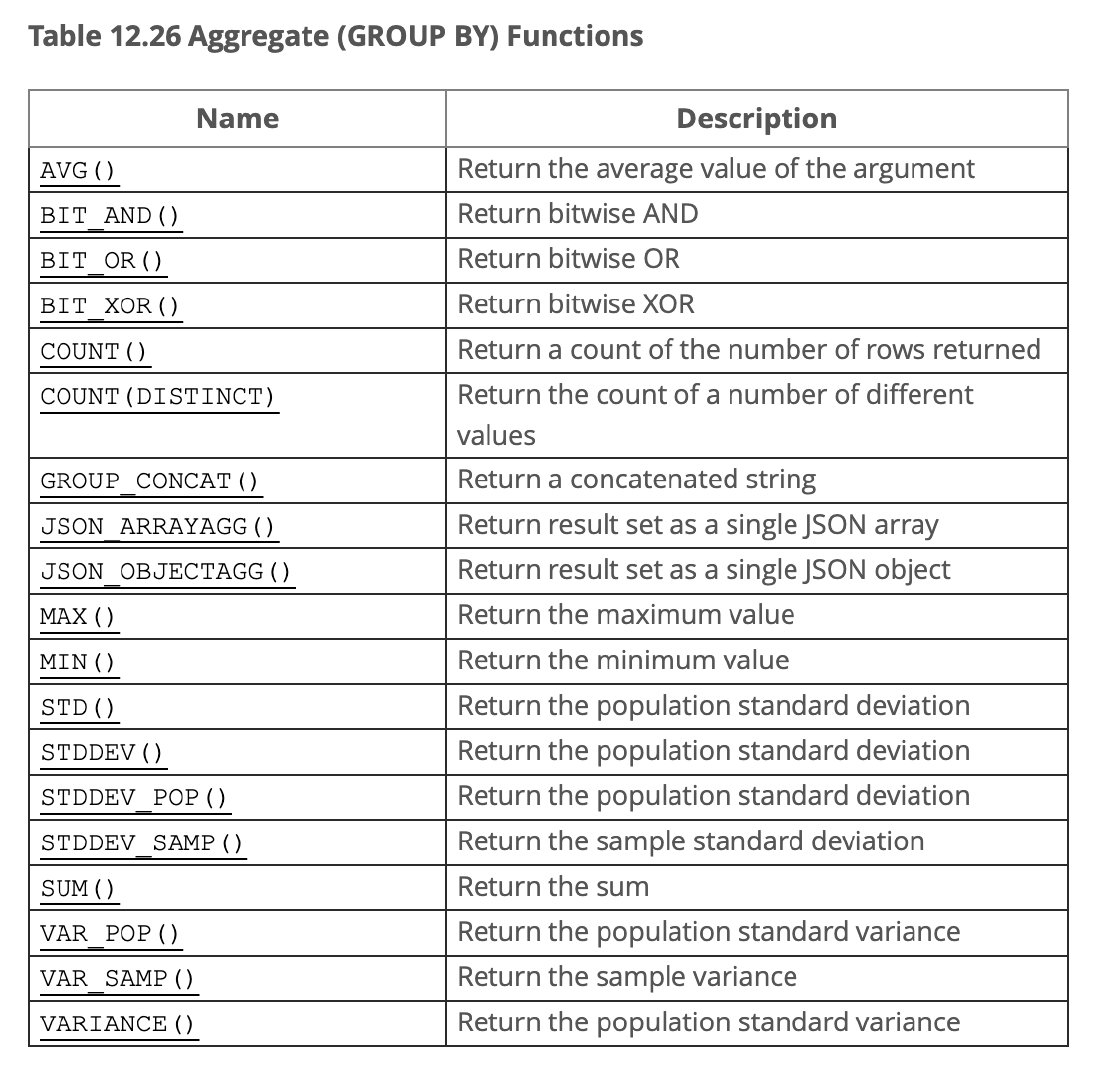 Table 12.26 Aggregate (GROUP BY) Functions
Name Description
AVG() Return the average value of the argument
BIT_AND() Return bitwise AND
BIT_OR() Return bitwise OR
BIT_XOR() Return bitwise XOR
COUNT() Return a count of the number of rows returned
COUNT(DISTINCT) Return the count of a number of different
values
GROUP_CONCAT() Return a concatenated string
JSON_ARRAYAGG() Return result set as a single JSON array
JSON_OBJECTAGG() Return result set as a single JSON object
MAX() Return the maximum value
MIN() Return the minimum value
STD() Return the population standard deviation
STDDEV() Return the population standard deviation
STDDEV_POP() Return the population standard deviation
STDDEV_SAMP() Return the sample standard deviation
SUM() Return the sum
VAR_POP() Return the population standard variance
VAR_SAMP() Return the sample variance
VARIANCE() Return the population standard variance